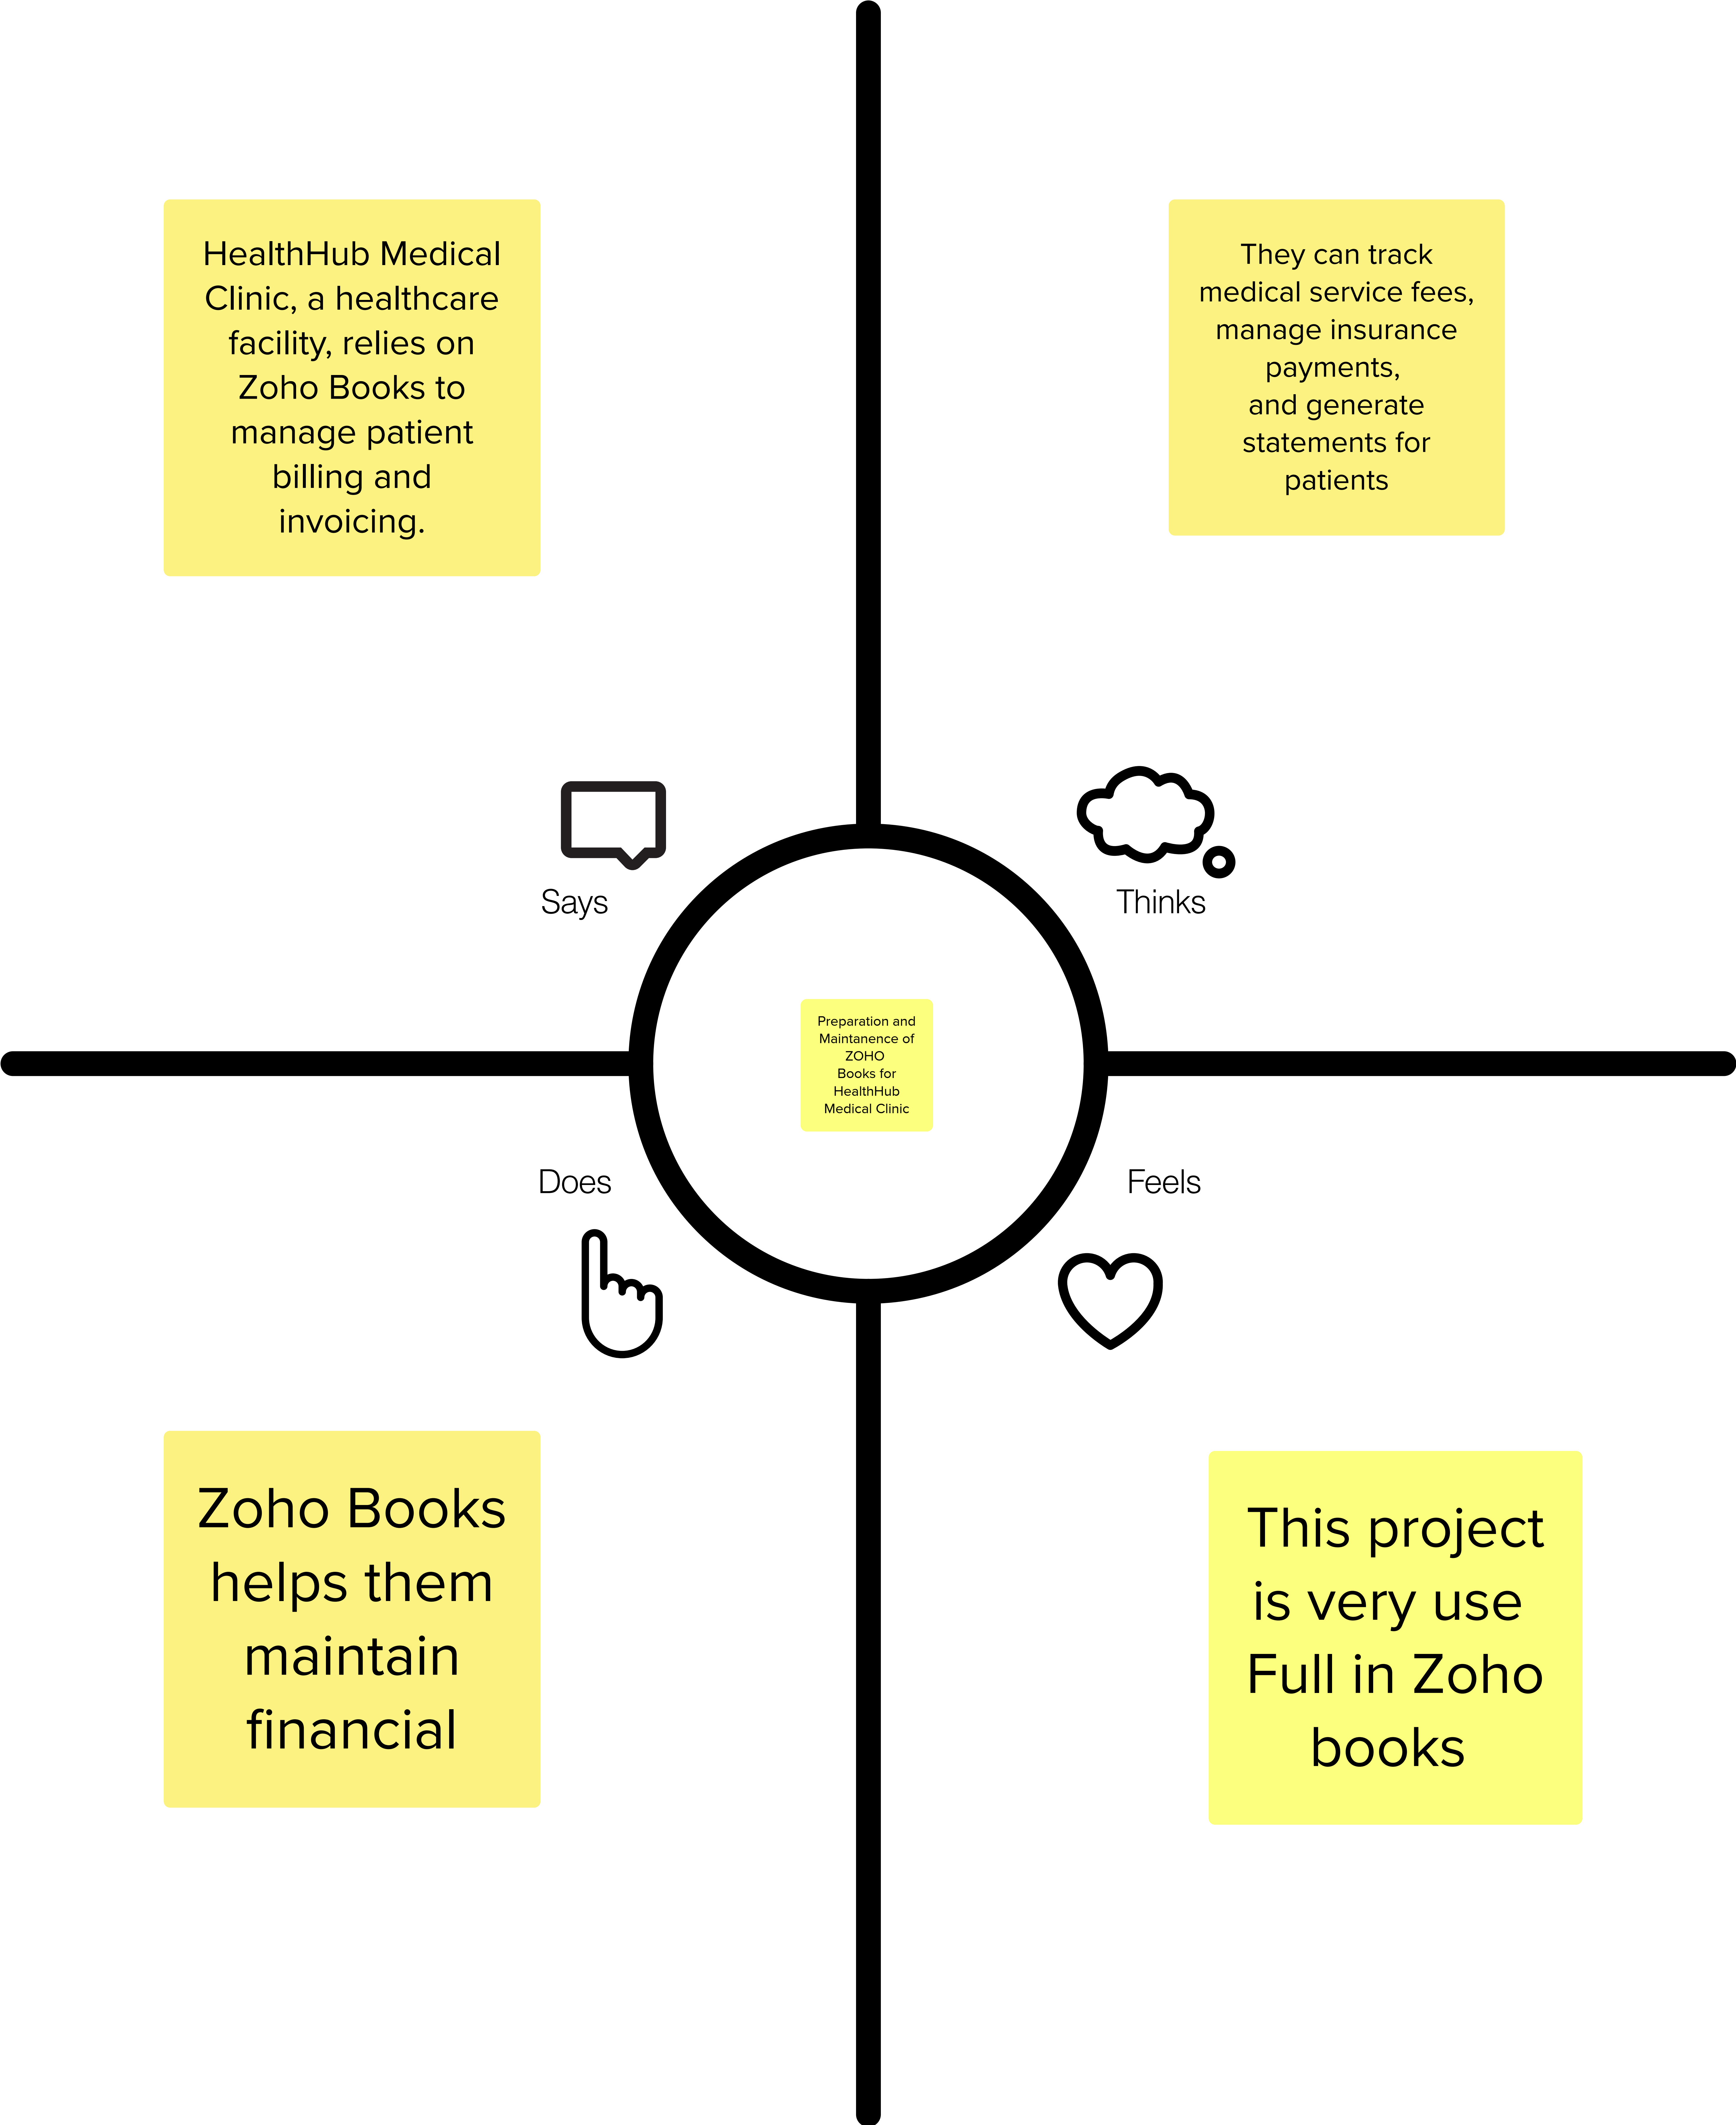 HealthHub Medical
Clinic, a healthcare
facility, relies on
Zoho Books to
manage patient
billing and
invoicing.
They can track
medical service fees,
manage insurance
payments,
and generate
statements for
patients
Says
Thinks
Preparation and
Maintanence of
ZOHO
Books for
HealthHub
Medical Clinic
Does
Feels
Zoho Books
helps them
maintain
financial
This project
is very use
Full in Zoho
books